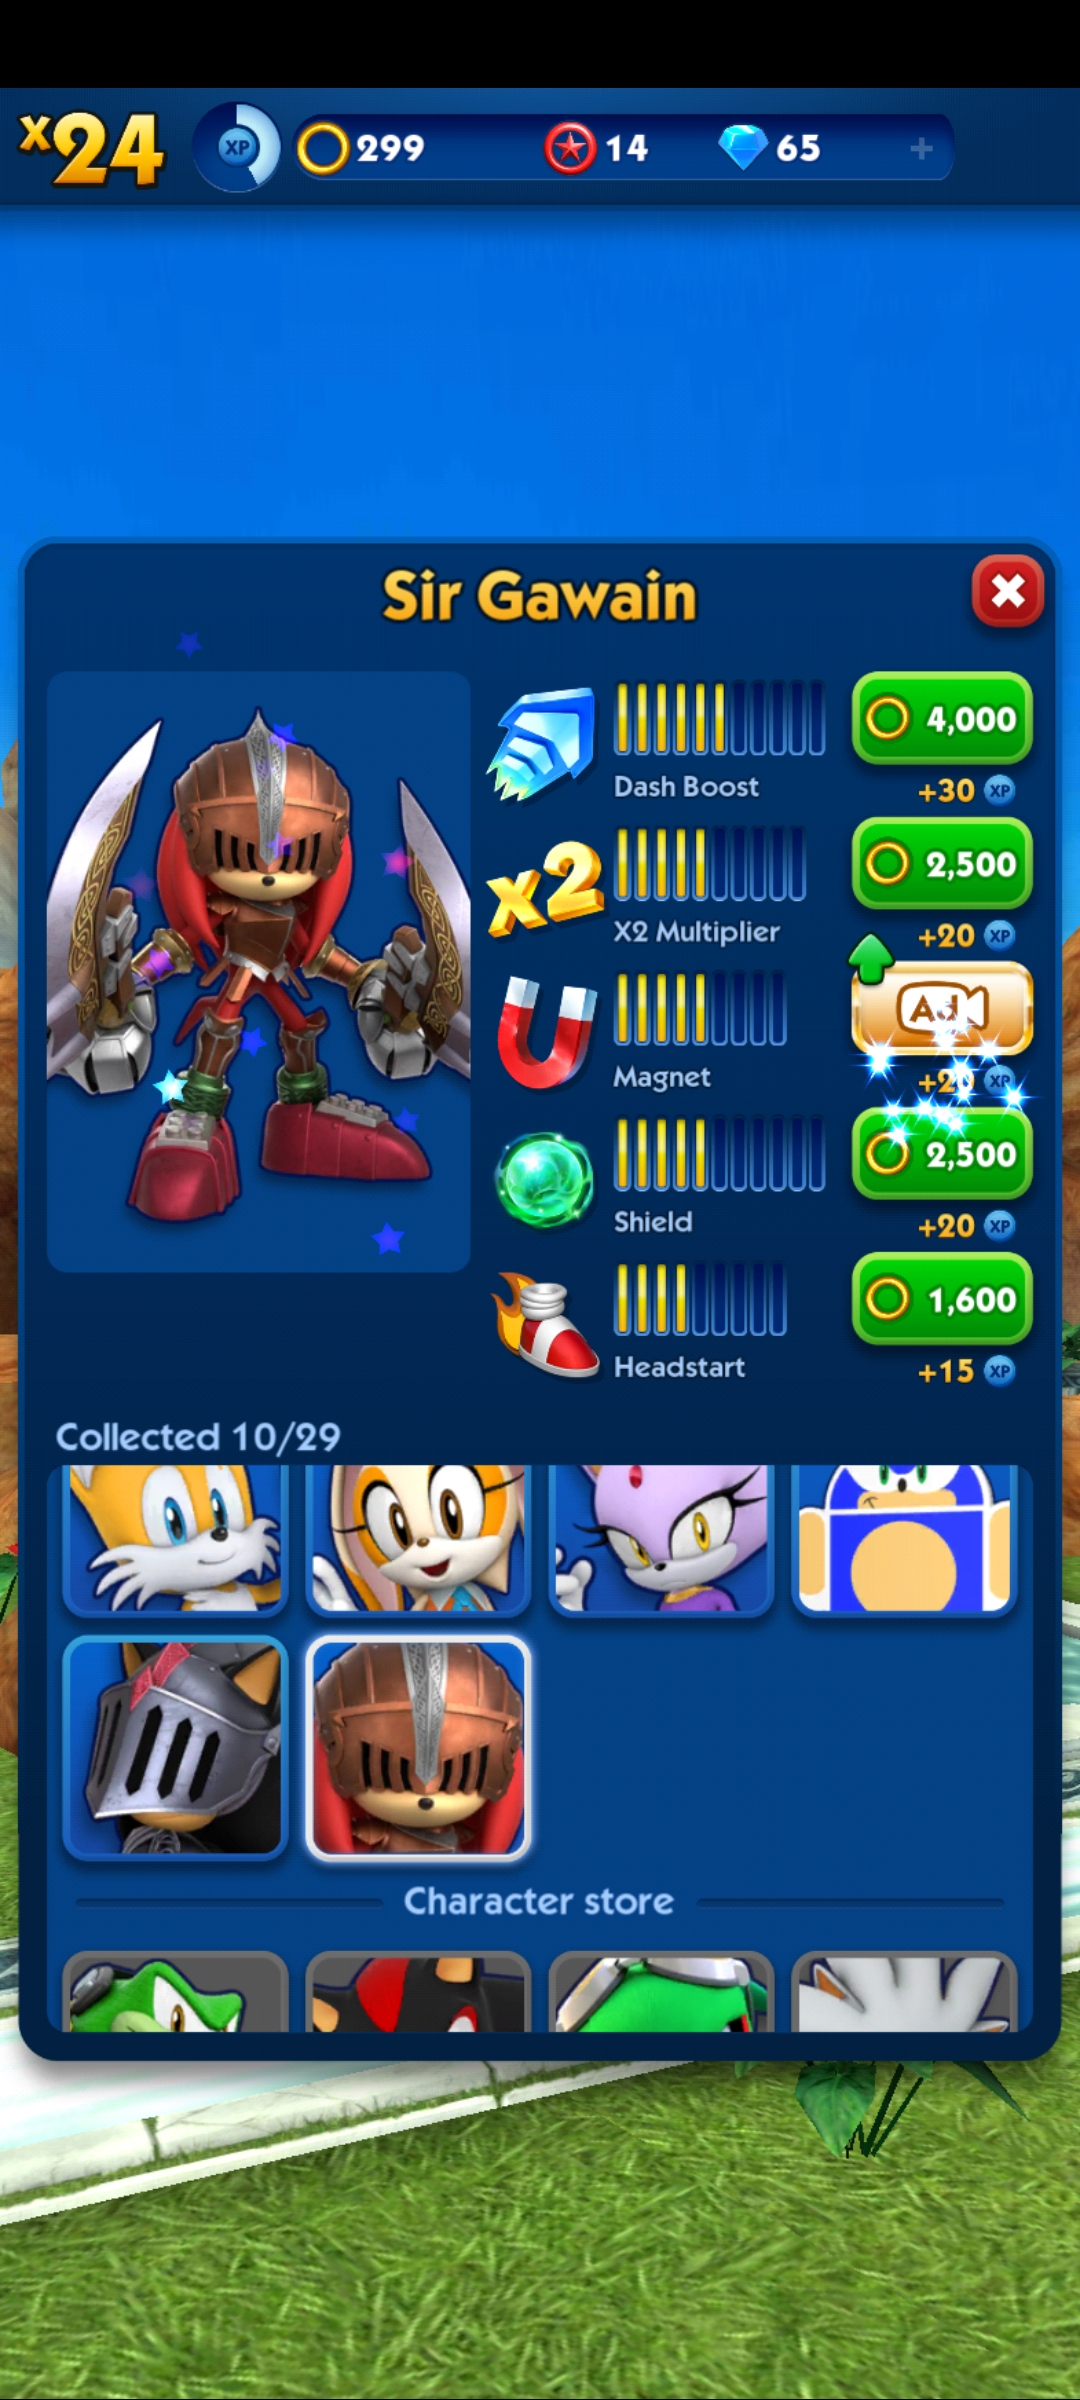 x24 XP 299 14 65 +
Sir Gawain
4,000
Dash Boost
+30 XP
x2
2,500
X2 Multiplier
+20 XP
AD
Magnet
+20 XP
2,500
Shield
+20 XP
1,600
Headstart
+15 XP
Collected 10/29
Character store